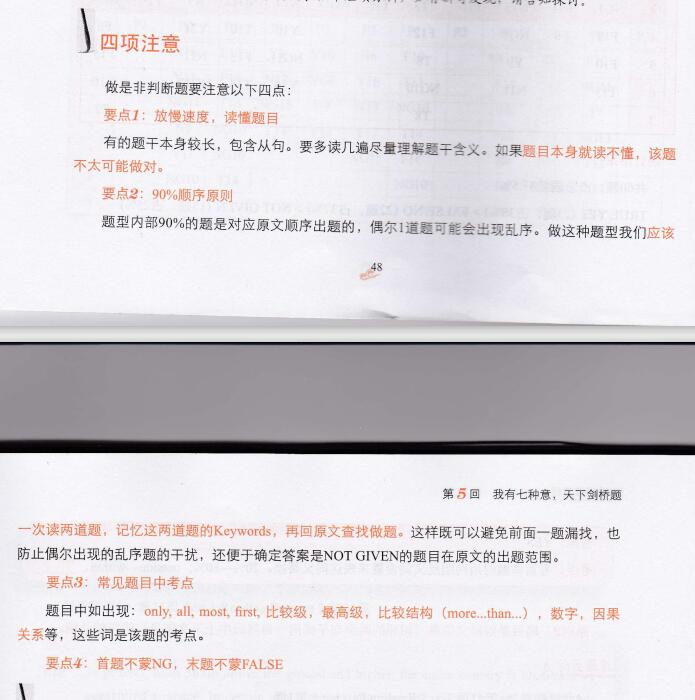 四项注意
做是非判断题要注意以下四点：
要点1：放慢速度，读懂题目
有的题干本身较长，包含从句。要多读几遍尽量理解题干含义。如果题目本身就读不懂，该题
不太可能做对。
要点2：90%顺序原则
题型内部90%的题是对应原文顺序出题的，偶尔1道题可能会出现乱序。做这种题型我们应该
48
第5回 我有七种意，天下剑桥题
一次读两道题，记忆这两道题的Keywords，再回原文查找做题。这样既可以避免前面一题漏找，也
防止偶尔出现的乱序题的干扰，还便于确定答案是NOT GIVEN的题目在原文的出题范围。
要点3：常见题目中考点
题目中如出现：only, all, most, first, 比较级，最高级，比较结构（more...than...），数字，因果
关系等，这些词是该题的考点。
要点4：首题不蒙NG，末题不蒙FALSE